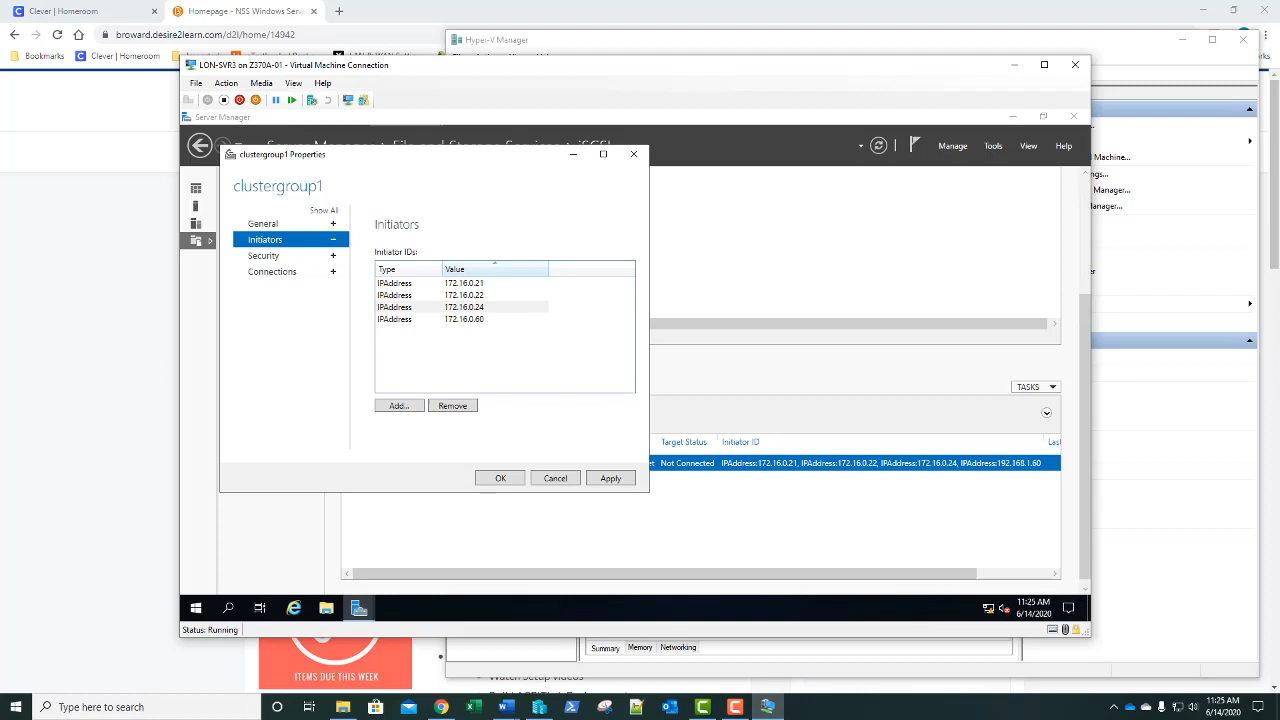 Clever | Homeroom
Homepage - NSS Windows Server
broward.desire2learn.com/d2l/home/14942
Bookmarks
Clever | Homeroom
Hyper-V Manager
LON-SVR3 on Z370A-01 - Virtual Machine Connection
File Action Media View Help
Server Manager
Manage Tools View Help
clustergroup1 Properties
clustergroup1
Show All
General +
Initiators −
Security +
Connections +
Initiators
Initiator IDs:
Type Value
IPAddress 172.16.0.21
IPAddress 172.16.0.22
IPAddress 172.16.0.24
IPAddress 172.16.0.60
Add... Remove
OK Cancel Apply
l Machine...
ngs...
Manager...
anager...
TASKS
Target Status Initiator ID Last
et Not Connected IPAddress:172.16.0.21, IPAddress:172.16.0.22, IPAddress:172.16.0.24, IPAddress:192.168.1.60
11:25 AM
6/14/2020
Status: Running
Summary Memory Networking
ITEMS DUE THIS WEEK
Type here to search
11:25 AM
6/14/2020